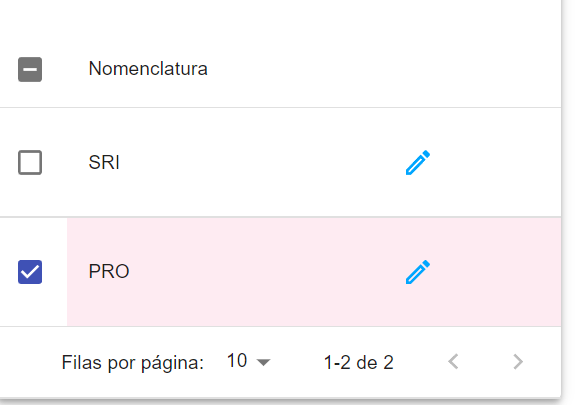 Nomenclatura
SRI
PRO
Filas por página: 10 1-2 de 2